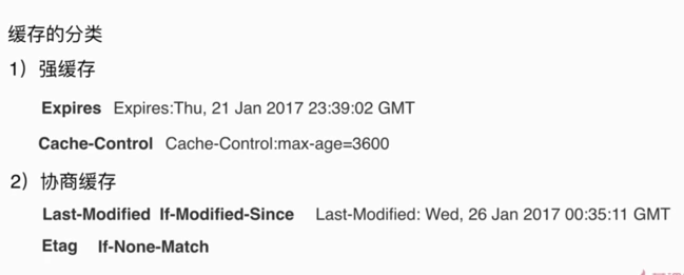 缓存的分类
1）强缓存
Expires Expires:Thu, 21 Jan 2017 23:39:02 GMT
Cache-Control Cache-Control:max-age=3600
2）协商缓存
Last-Modified If-Modified-Since Last-Modified: Wed, 26 Jan 2017 00:35:11 GMT
Etag If-None-Match